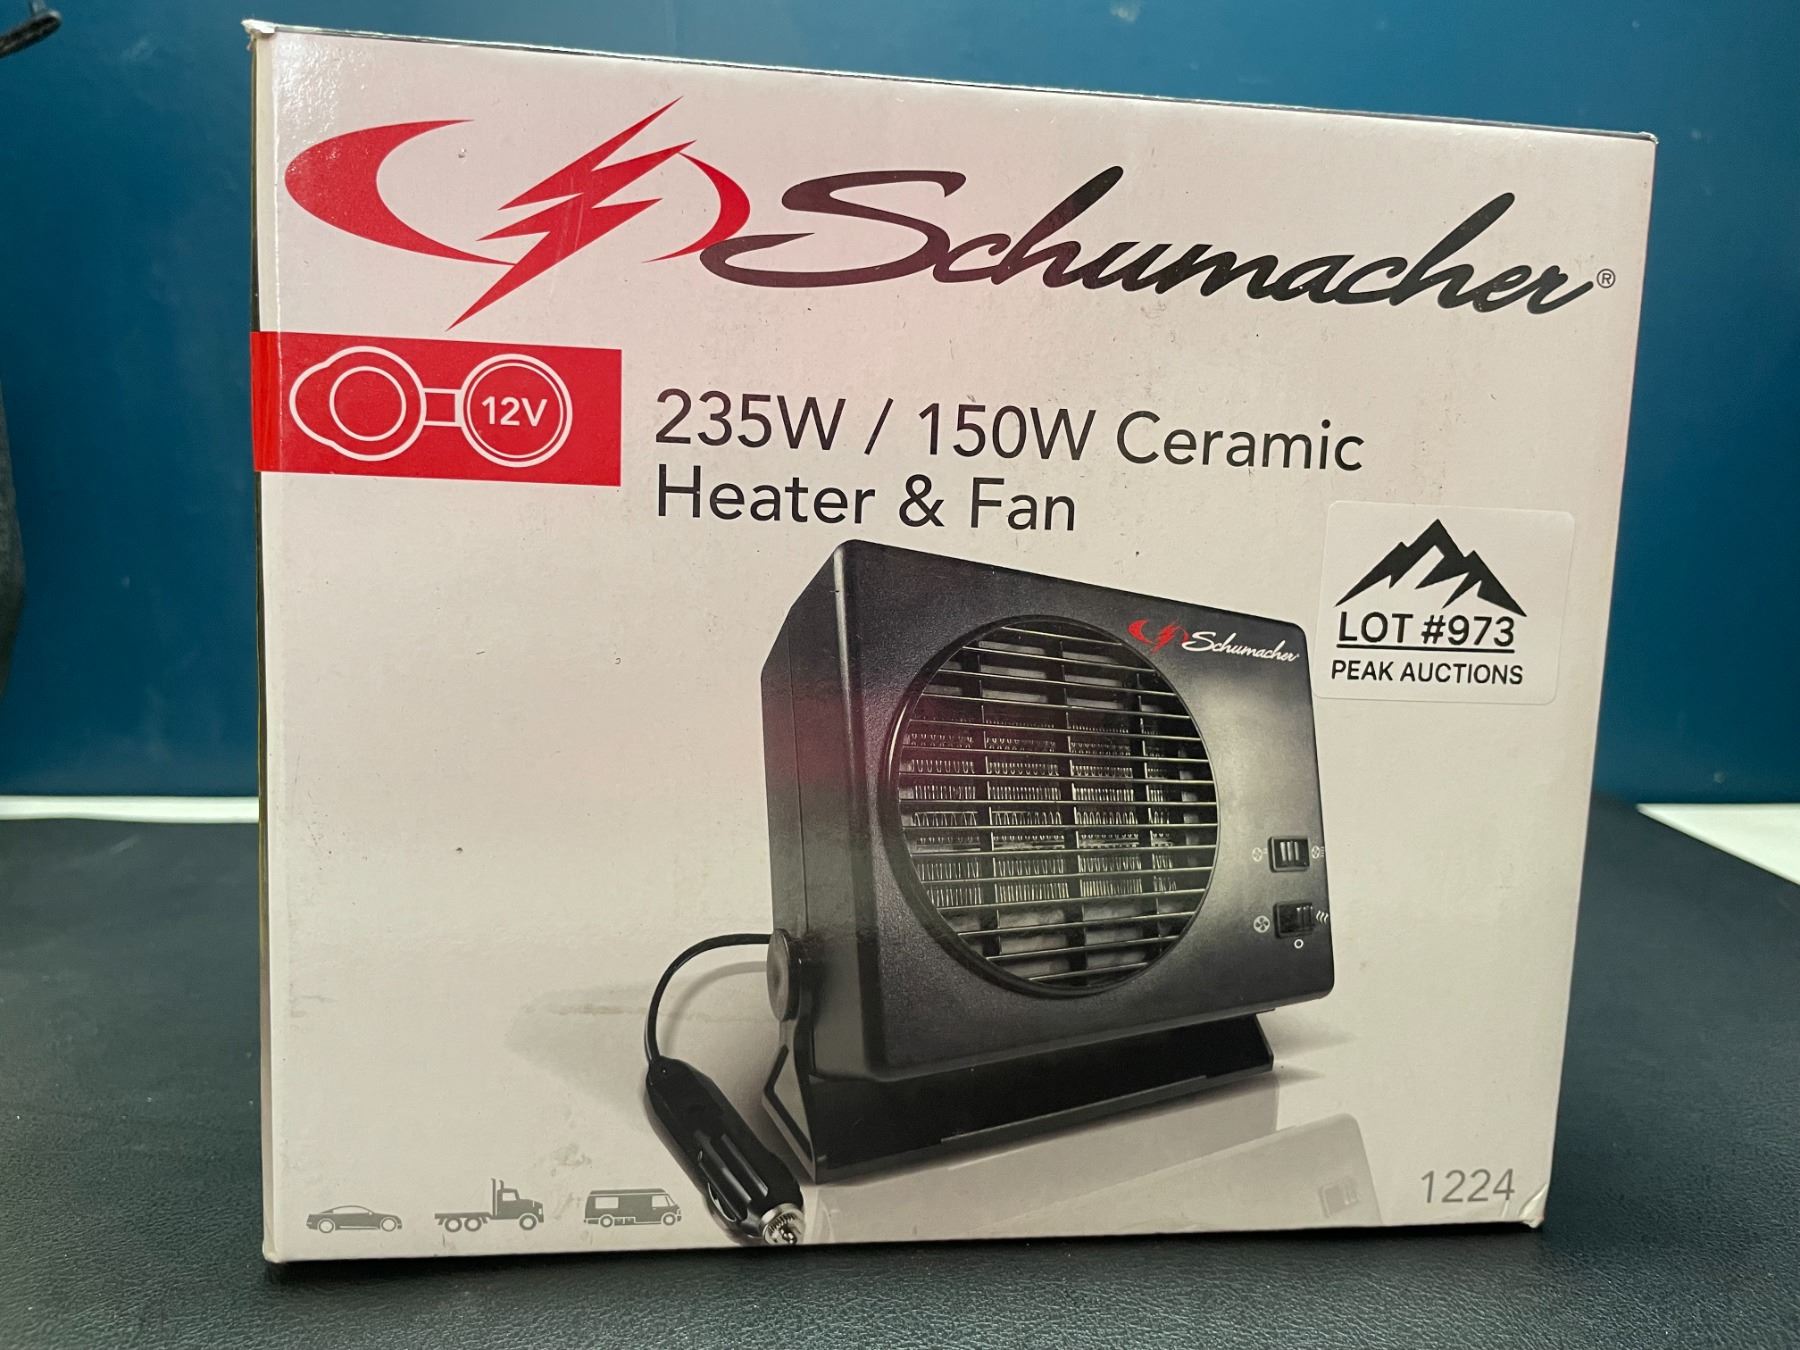 Schumacher®
12V
235W / 150W Ceramic
Heater & Fan
LOT #973
PEAK AUCTIONS
Schumacher
1224